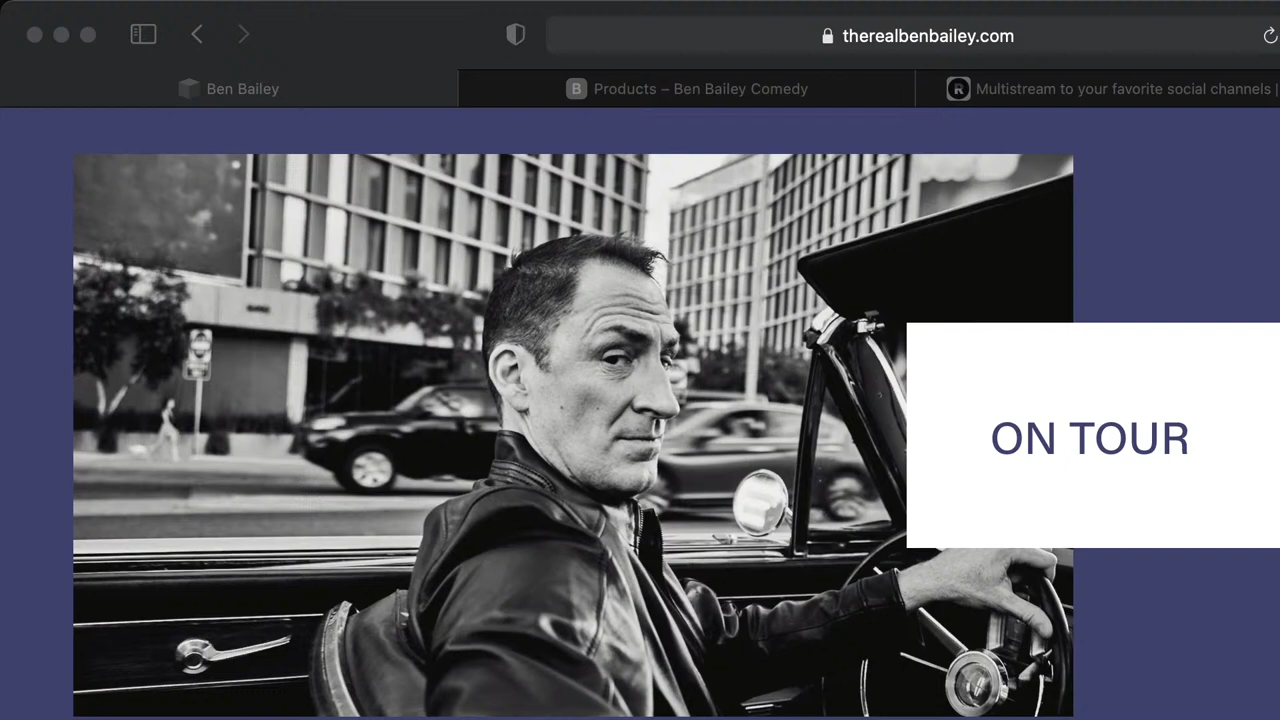 therealbenbailey.com
Ben Bailey
B Products – Ben Bailey Comedy
R Multistream to your favorite social channels |
ON TOUR